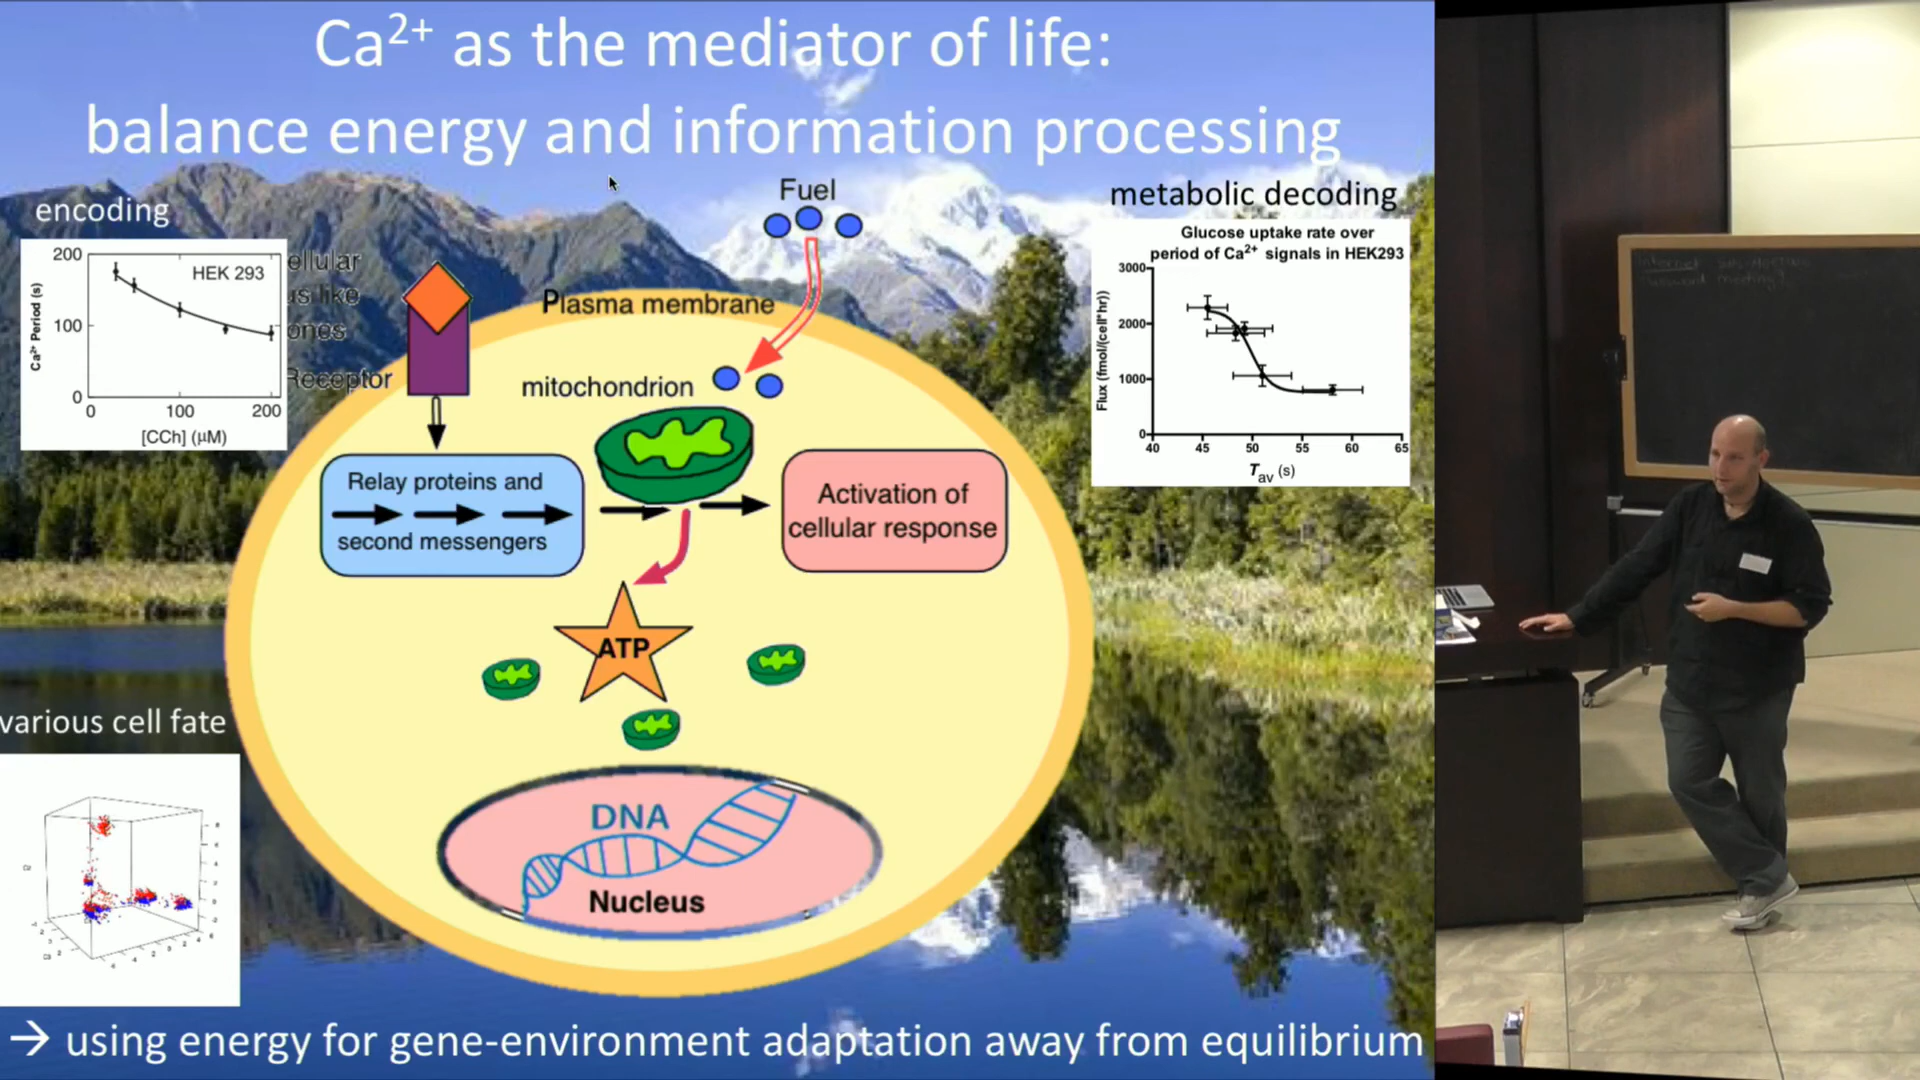 Ca2+ as the mediator of life:
balance energy and information processing
encoding
200
100
0
0
100
200
HEK 293
Ca2+ Period (s)
[CCh] (µM)
ellular
us like
ones
Receptor
Plasma membrane
Fuel
mitochondrion
Relay proteins and
second messengers
Activation of
cellular response
ATP
DNA
Nucleus
metabolic decoding
Glucose uptake rate over
period of Ca2+ signals in HEK293
3000
2000
1000
0
40
45
50
55
60
65
Flux (fmol/(cell*hr))
Tav (s)
various cell fate
→ using energy for gene-environment adaptation away from equilibrium